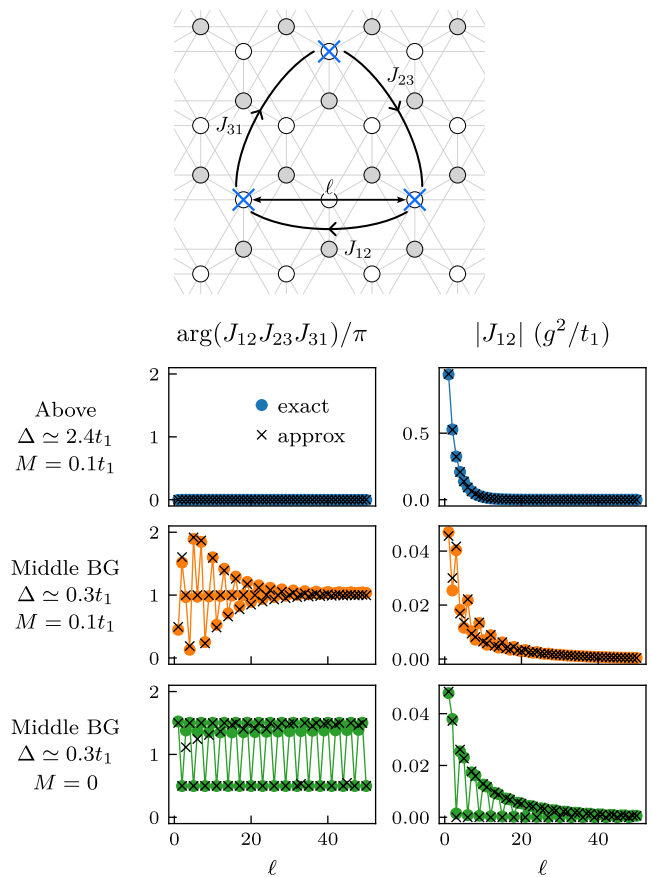 J₂₃
J₃₁
ℓ
J₁₂
arg(J₁₂J₂₃J₃₁)/π
|J₁₂| (g²/t₁)
Above
Δ ≃ 2.4t₁
M = 0.1t₁
2
1
0
exact
approx
0.5
0.0
Middle BG
Δ ≃ 0.3t₁
M = 0.1t₁
2
1
0
0.04
0.02
0.00
Middle BG
Δ ≃ 0.3t₁
M = 0
2
1
0
0.04
0.02
0.00
0 20 40
0 20 40
ℓ
ℓ